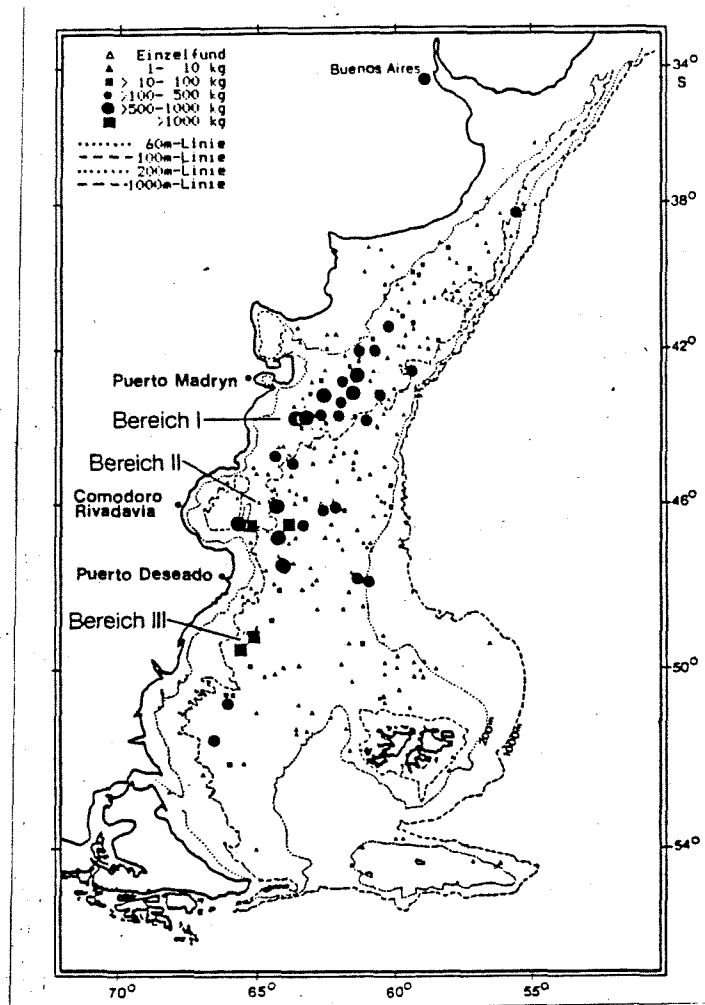 Einzelfund
1- 10 kg
> 10- 100 kg
>100- 500 kg
>500-1000 kg
>1000 kg
60m-Linie
100m-Linie
200m-Linie
1000m-Linie
Buenos Aires
34°
S
38°
42°
Puerto Madryn
Bereich I
Bereich II
Comodoro
Rivadavia
46°
Puerto Deseado
Bereich III
50°
200m
1000m
54°
70° 65° 60° 55°